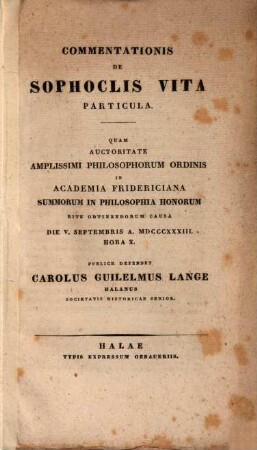 COMMENTATIONIS
DE
SOPHOCLIS VITA
PARTICULA.
QUAM
AUCTORITATE
AMPLISSIMI PHILOSOPHORUM ORDINIS
IN
ACADEMIA FRIDERICIANA
SUMMORUM IN PHILOSOPHIA HONORUM
RITE OBTINENDORUM CAUSA
DIE V. SEPTEMBRIS A. MDCCCXXXIII.
HORA X.
PUBLICE DEFENDET
CAROLUS GUILELMUS LANGE
HALANUS
SOCIETATIS HISTORICAE SENIOR.
HALAE
TYPIS EXPRESSUM GEBAUERIIS.